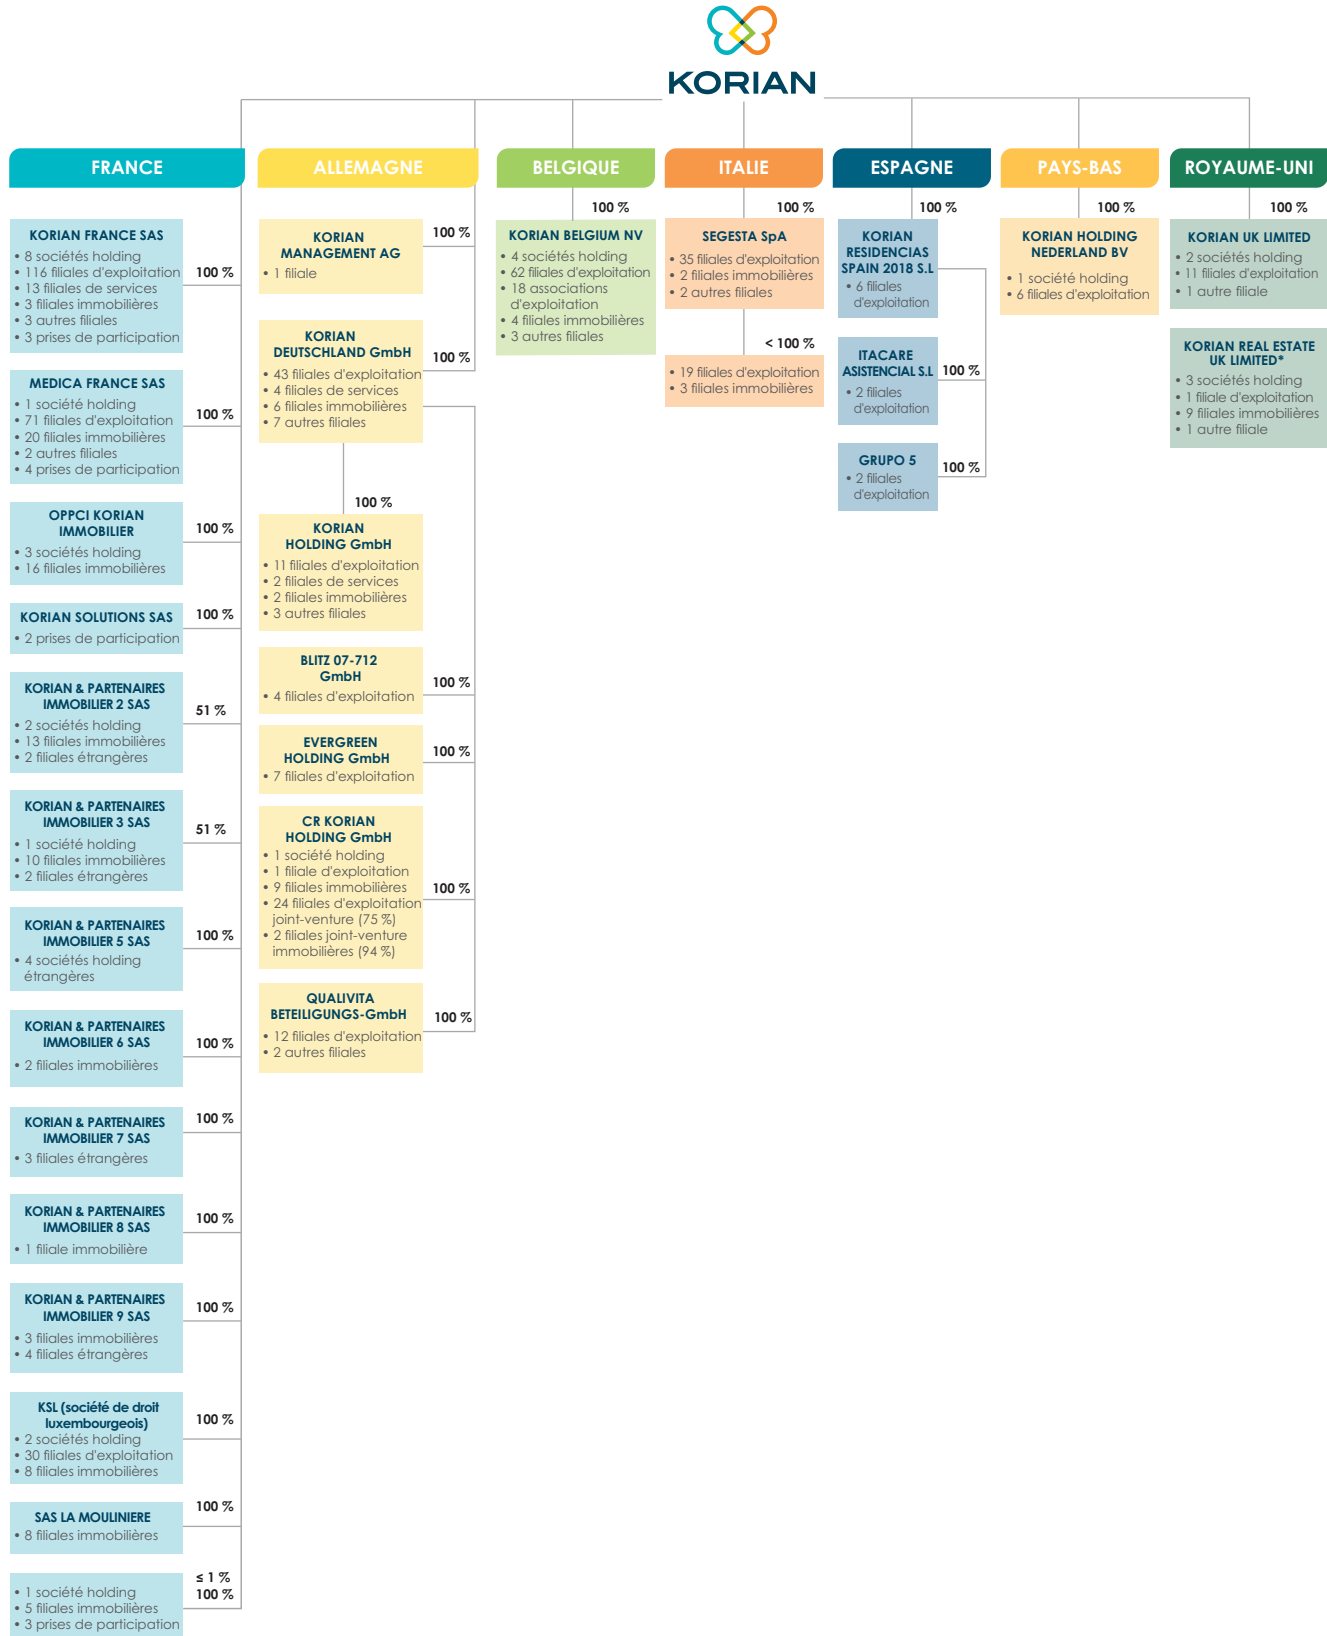 KORIAN
FRANCE
KORIAN FRANCE SAS
• 8 sociétés holding
• 116 filiales d'exploitation
• 13 filiales de services
• 3 filiales immobilières
• 3 autres filiales
• 3 prises de participation
100 %
MEDICA FRANCE SAS
• 1 société holding
• 71 filiales d'exploitation
• 20 filiales immobilières
• 2 autres filiales
• 4 prises de participation
100 %
OPPCI KORIAN
IMMOBILIER
• 3 sociétés holding
• 16 filiales immobilières
100 %
KORIAN SOLUTIONS SAS
• 2 prises de participation
100 %
KORIAN & PARTENAIRES
IMMOBILIER 2 SAS
• 2 sociétés holding
• 13 filiales immobilières
• 2 filiales étrangères
51 %
KORIAN & PARTENAIRES
IMMOBILIER 3 SAS
• 1 société holding
• 10 filiales immobilières
• 2 filiales étrangères
51 %
KORIAN & PARTENAIRES
IMMOBILIER 5 SAS
• 4 sociétés holding
étrangères
100 %
KORIAN & PARTENAIRES
IMMOBILIER 6 SAS
• 2 filiales immobilières
100 %
KORIAN & PARTENAIRES
IMMOBILIER 7 SAS
• 3 filiales étrangères
100 %
KORIAN & PARTENAIRES
IMMOBILIER 8 SAS
• 1 filiale immobilière
100 %
KORIAN & PARTENAIRES
IMMOBILIER 9 SAS
• 3 filiales immobilières
• 4 filiales étrangères
100 %
KSL (société de droit
luxembourgeois)
• 2 sociétés holding
• 30 filiales d'exploitation
• 8 filiales immobilières
100 %
SAS LA MOULINIERE
• 8 filiales immobilières
100 %
• 1 société holding
• 5 filiales immobilières
• 3 prises de participation
≤ 1 %
100 %
ALLEMAGNE
KORIAN
MANAGEMENT AG
• 1 filiale
100 %
KORIAN
DEUTSCHLAND GmbH
• 43 filiales d'exploitation
• 4 filiales de services
• 6 filiales immobilières
• 7 autres filiales
100 %
100 %
KORIAN
HOLDING GmbH
• 11 filiales d'exploitation
• 2 filiales de services
• 2 filiales immobilières
• 3 autres filiales
BLITZ 07-712
GmbH
• 4 filiales d'exploitation
100 %
EVERGREEN
HOLDING GmbH
• 7 filiales d'exploitation
100 %
CR KORIAN
HOLDING GmbH
• 1 société holding
• 1 filiale d'exploitation
• 9 filiales immobilières
• 24 filiales d'exploitation
joint-venture (75 %)
• 2 filiales joint-venture
immobilières (94 %)
100 %
QUALIVITA
BETEILIGUNGS-GmbH
• 12 filiales d'exploitation
• 2 autres filiales
100 %
BELGIQUE
100 %
KORIAN BELGIUM NV
• 4 sociétés holding
• 62 filiales d'exploitation
• 18 associations
d'exploitation
• 4 filiales immobilières
• 3 autres filiales
ITALIE
100 %
SEGESTA SpA
• 35 filiales d'exploitation
• 2 filiales immobilières
• 2 autres filiales
< 100 %
• 19 filiales d'exploitation
• 3 filiales immobilières
ESPAGNE
100 %
KORIAN
RESIDENCIAS
SPAIN 2018 S.L
• 6 filiales
d'exploitation
ITACARE
ASISTENCIAL S.L
• 2 filiales
d'exploitation
100 %
GRUPO 5
• 2 filiales
d'exploitation
100 %
PAYS-BAS
100 %
KORIAN HOLDING
NEDERLAND BV
• 1 société holding
• 6 filiales d'exploitation
ROYAUME-UNI
100 %
KORIAN UK LIMITED
• 2 sociétés holding
• 11 filiales d'exploitation
• 1 autre filiale
KORIAN REAL ESTATE
UK LIMITED*
• 3 sociétés holding
• 1 filiale d'exploitation
• 9 filiales immobilières
• 1 autre filiale